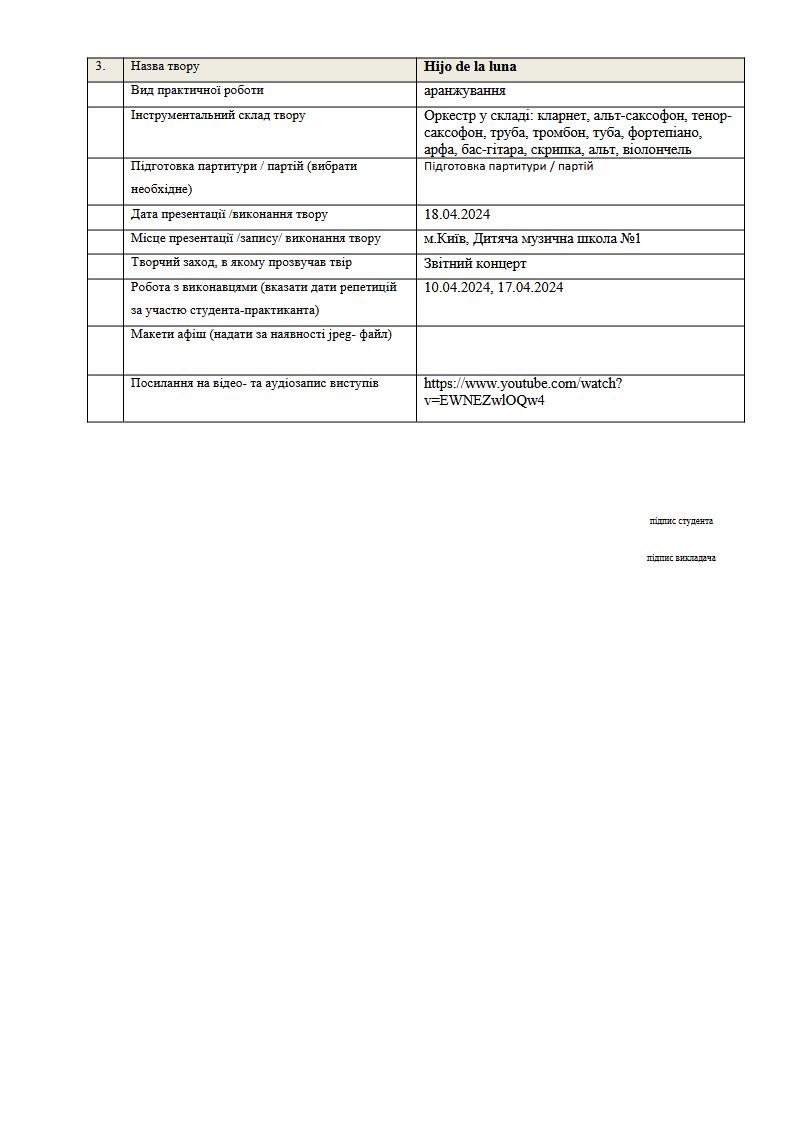 3. Назва твору Hijo de la luna
Вид практичної роботи аранжування
Інструментальний склад твору Оркестр у складі: кларнет, альт-саксофон, тенор-
саксофон, труба, тромбон, туба, фортепіано,
арфа, бас-гітара, скрипка, альт, віолончель
Підготовка партитури / партій (вибрати Підготовка партитури / партій
необхідне)
Дата презентації /виконання твору 18.04.2024
Місце презентації /запису/ виконання твору м.Київ, Дитяча музична школа №1
Творчий захід, в якому прозвучав твір Звітний концерт
Робота з виконавцями (вказати дати репетицій 10.04.2024, 17.04.2024
за участю студента-практиканта)
Макети афіш (надати за наявності jpeg- файл)
Посилання на відео- та аудіозапис виступів https://www.youtube.com/watch?
v=EWNEZwlOQw4
підпис студента
підпис викладача